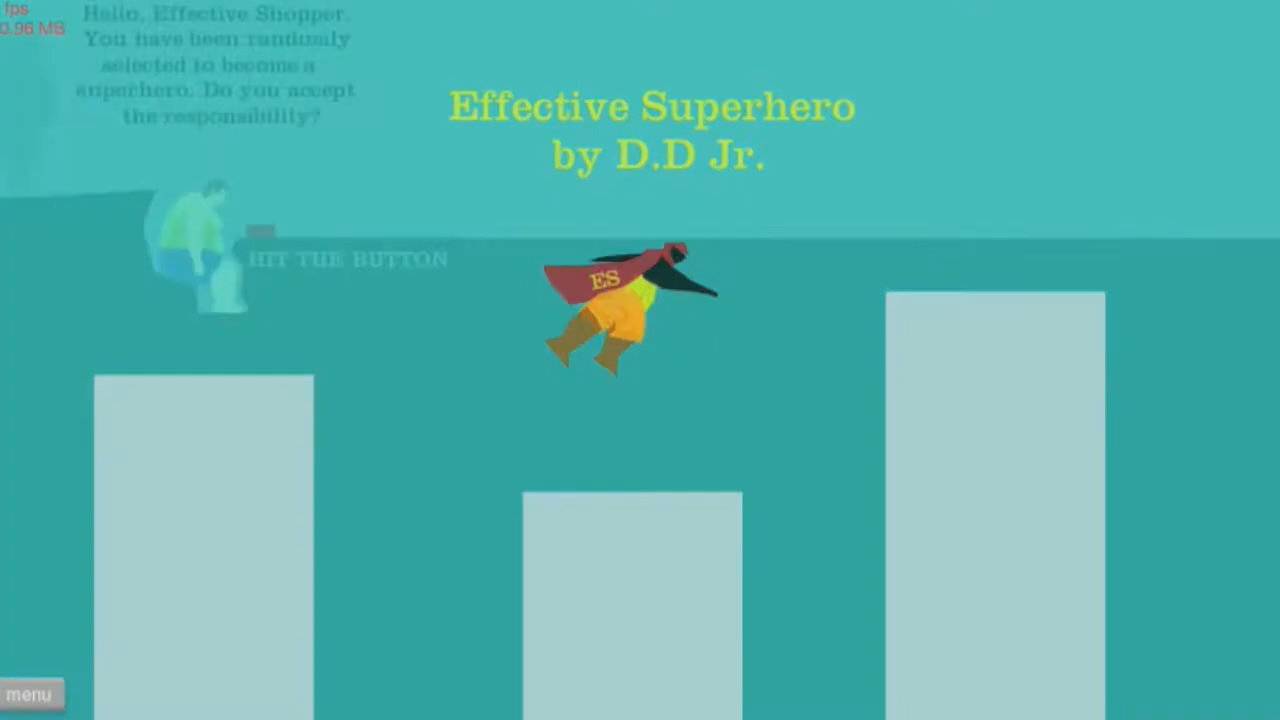 fps
0.96 MB
Hello, Effective Shopper.
You have been randomly
selected to become a
superhero. Do you accept
the responsibility?
Effective Superhero
by D.D Jr.
HIT THE BUTTON
ES
menu